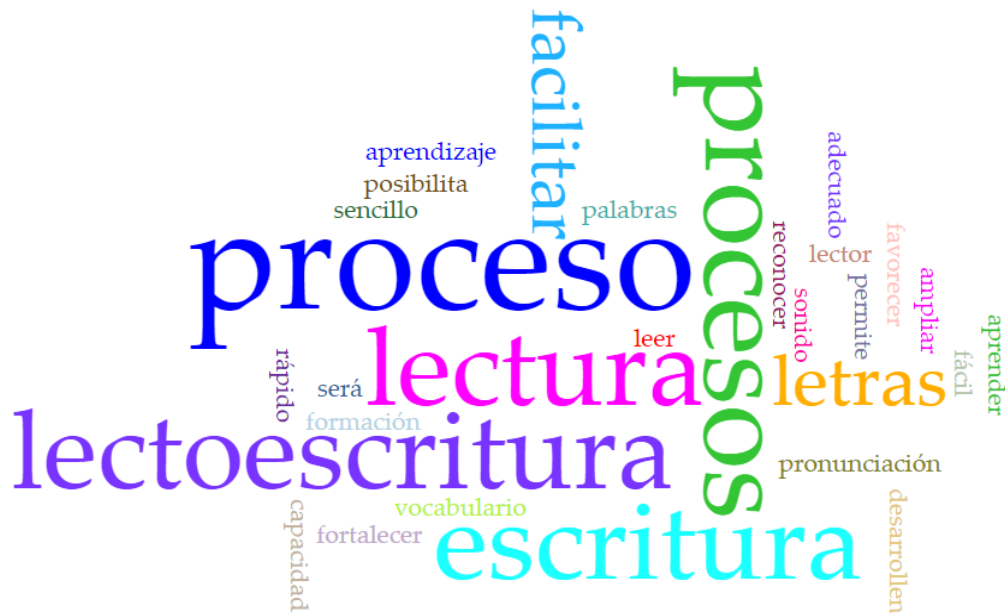 facilitar
procesos
aprendizaje
posibilita
sencillo
palabras
adecuado
proceso
reconocer
lector
favorecer
ampliar
permite
sonido
aprender
leer
lectura
rápido
será
letras
fácil
formación
lectoescritura
pronunciación
capacidad
vocabulario
desarrollen
fortalecer
escritura